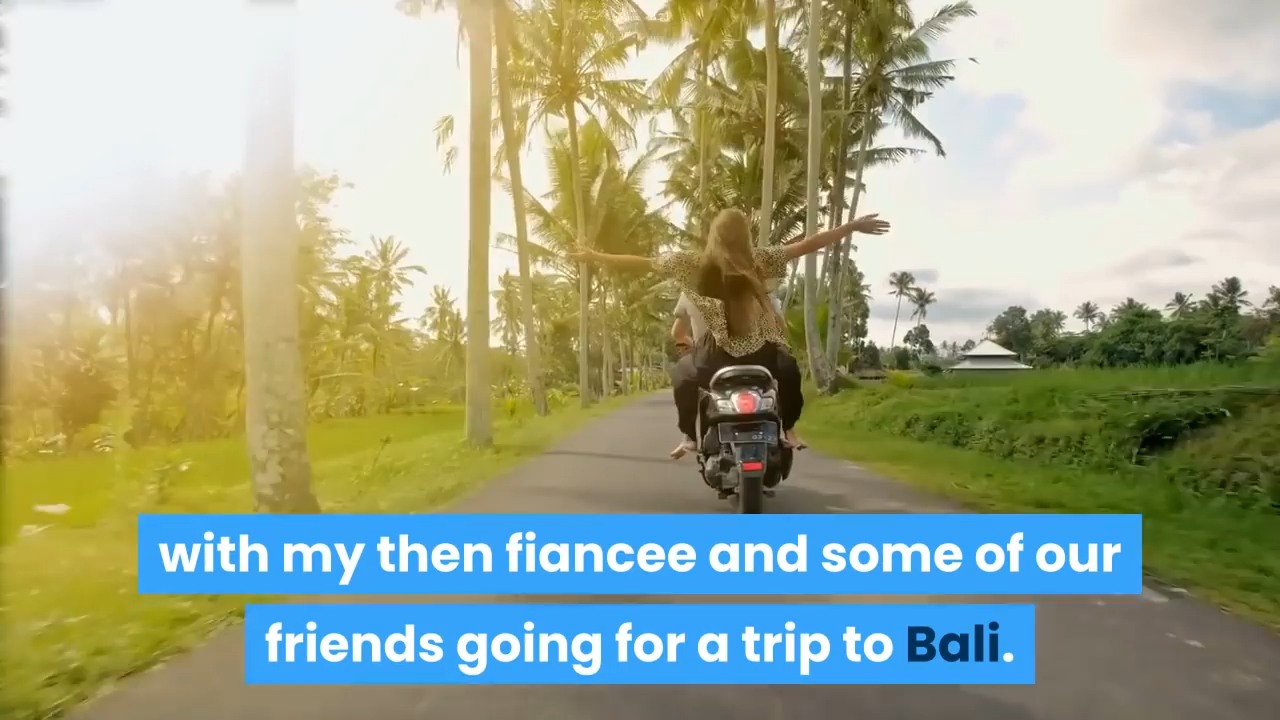 with my then fiancee and some of our
friends going for a trip to Bali.